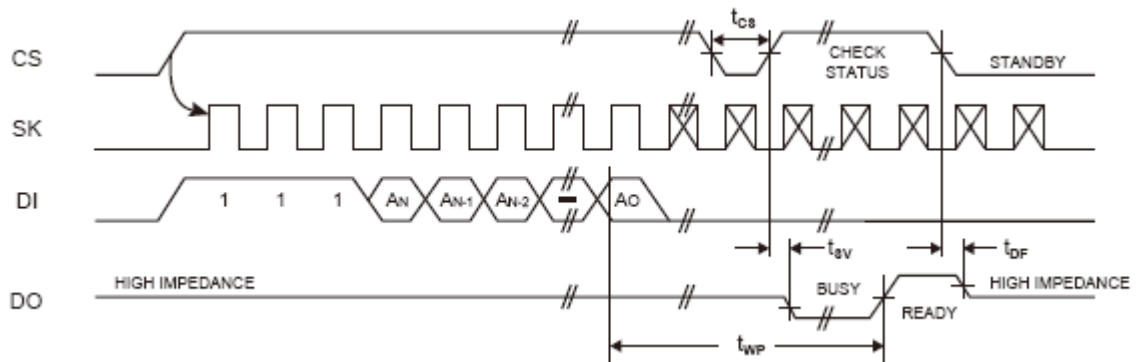 tCS
CS
CHECK
STATUS
STANDBY
SK
DI
1 1 1 AN AN-1 AN-2 AO
tSV
tDF
HIGH IMPEDANCE
BUSY
HIGH IMPEDANCE
DO
READY
tWP